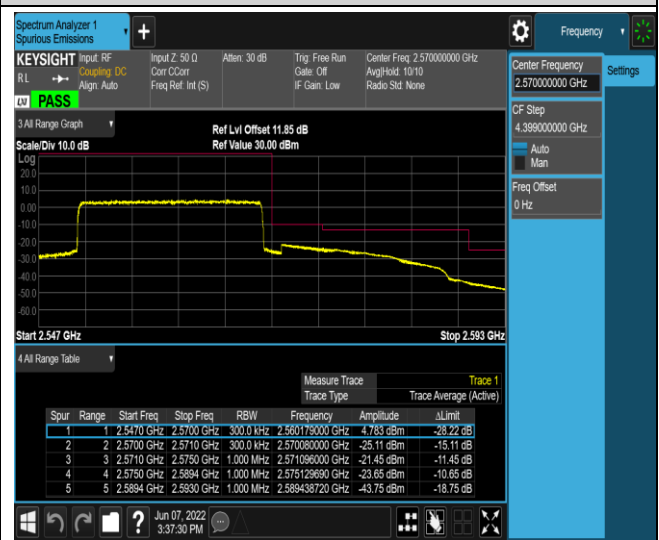 Spectrum Analyzer 1
Spurious Emissions
+
Frequency
KEYSIGHT Input: RF Input Z: 50 Ω Atten: 30 dB Trig: Free Run Center Freq: 2.570000000 GHz
RL Coupling: DC Corr CCorr Gate: Off Avg|Hold: 10/10
Align: Auto Freq Ref: Int (S) IF Gain: Low Radio Std: None
LXI PASS
Center Frequency
2.570000000 GHz
Settings
CF Step
4.399000000 GHz
Auto
Man
Freq Offset
0 Hz
3 All Range Graph
Ref Lvl Offset 11.85 dB
Scale/Div 10.0 dB Ref Value 30.00 dBm
Log
20.0
10.0
0.00
-10.0
-20.0
-30.0
-40.0
-50.0
-60.0
Start 2.547 GHz Stop 2.593 GHz
4 All Range Table
Measure Trace Trace 1
Trace Type Trace Average (Active)
Spur Range Start Freq Stop Freq RBW Frequency Amplitude ΔLimit
1 1 2.5470 GHz 2.5700 GHz 300.0 kHz 2.560179000 GHz 4.783 dBm -28.22 dB
2 2 2.5700 GHz 2.5710 GHz 300.0 kHz 2.570080000 GHz -25.11 dBm -15.11 dB
3 3 2.5710 GHz 2.5750 GHz 1.000 MHz 2.571096000 GHz -21.45 dBm -11.45 dB
4 4 2.5750 GHz 2.5894 GHz 1.000 MHz 2.575129690 GHz -23.65 dBm -10.65 dB
5 5 2.5894 GHz 2.5930 GHz 1.000 MHz 2.589438720 GHz -43.75 dBm -18.75 dB
?
Jun 07, 2022
3:37:30 PM